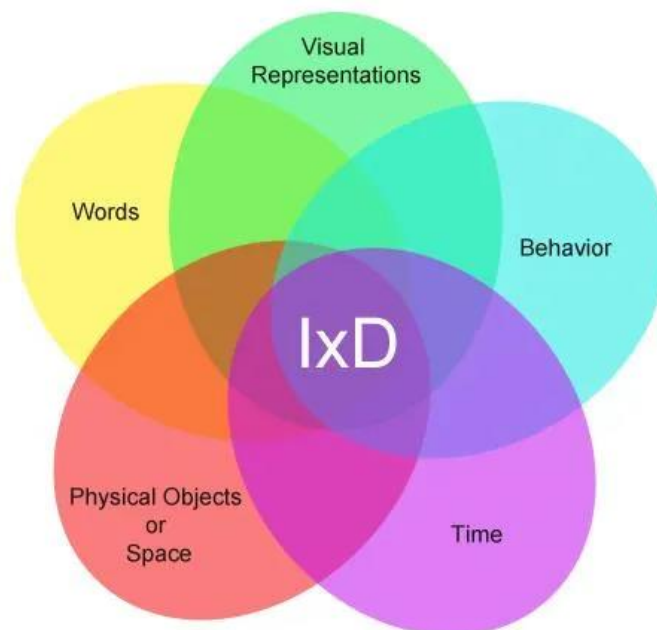 Visual
Representations
Words
Behavior
IxD
Physical Objects
or
Space
Time